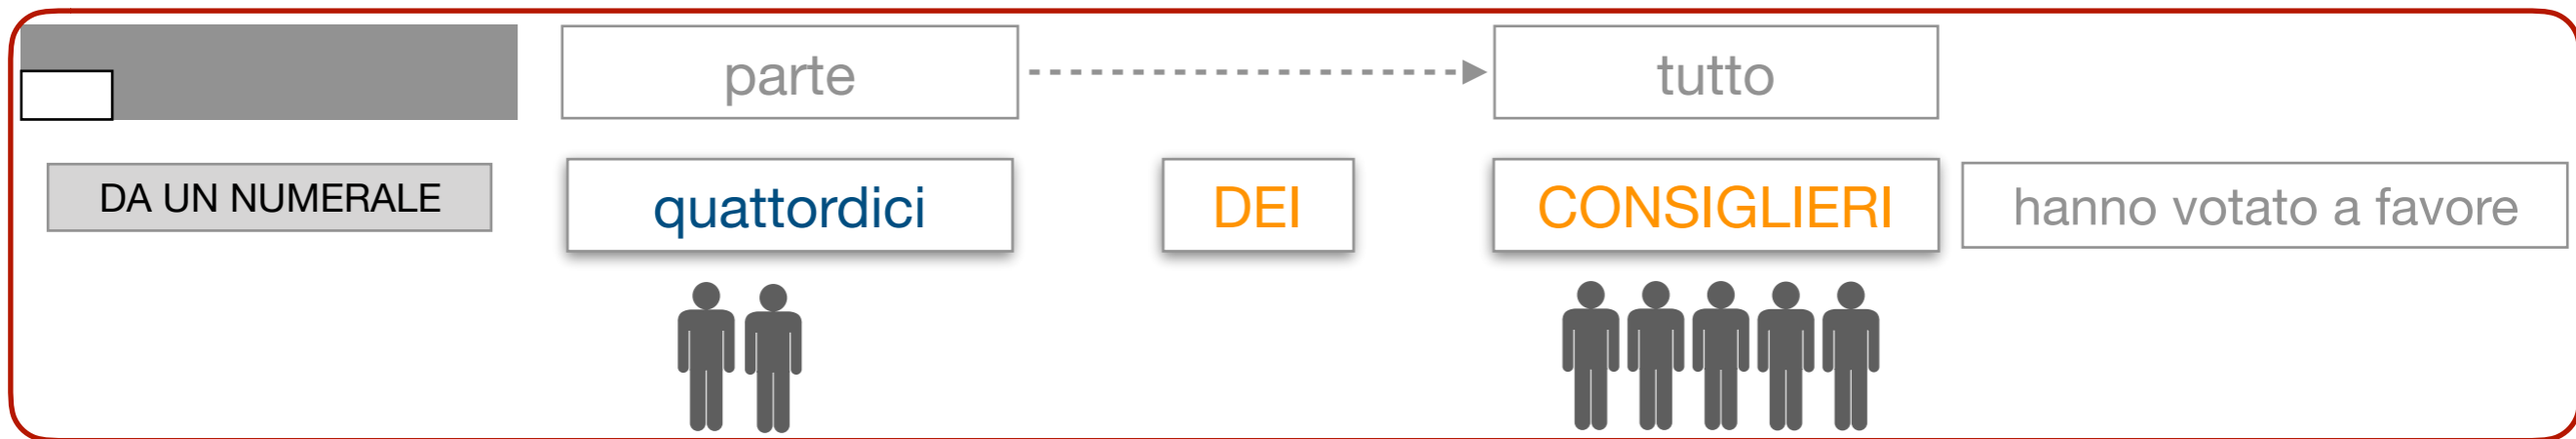 parte tutto
DA UN NUMERALE quattordici DEI CONSIGLIERI hanno votato a favore